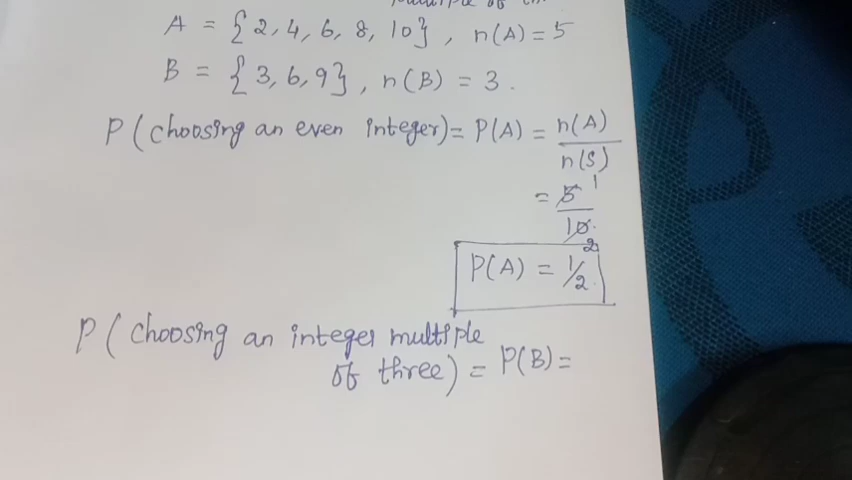 A = {2, 4, 6, 8, 10}, n(A) = 5
B = {3, 6, 9}, n(B) = 3.
P(choosing an even integer) = P(A) = n(A)/n(S)
= 5 1/10 2
P(A) = 1/2
P(choosing an integer multiple
of three) = P(B) =